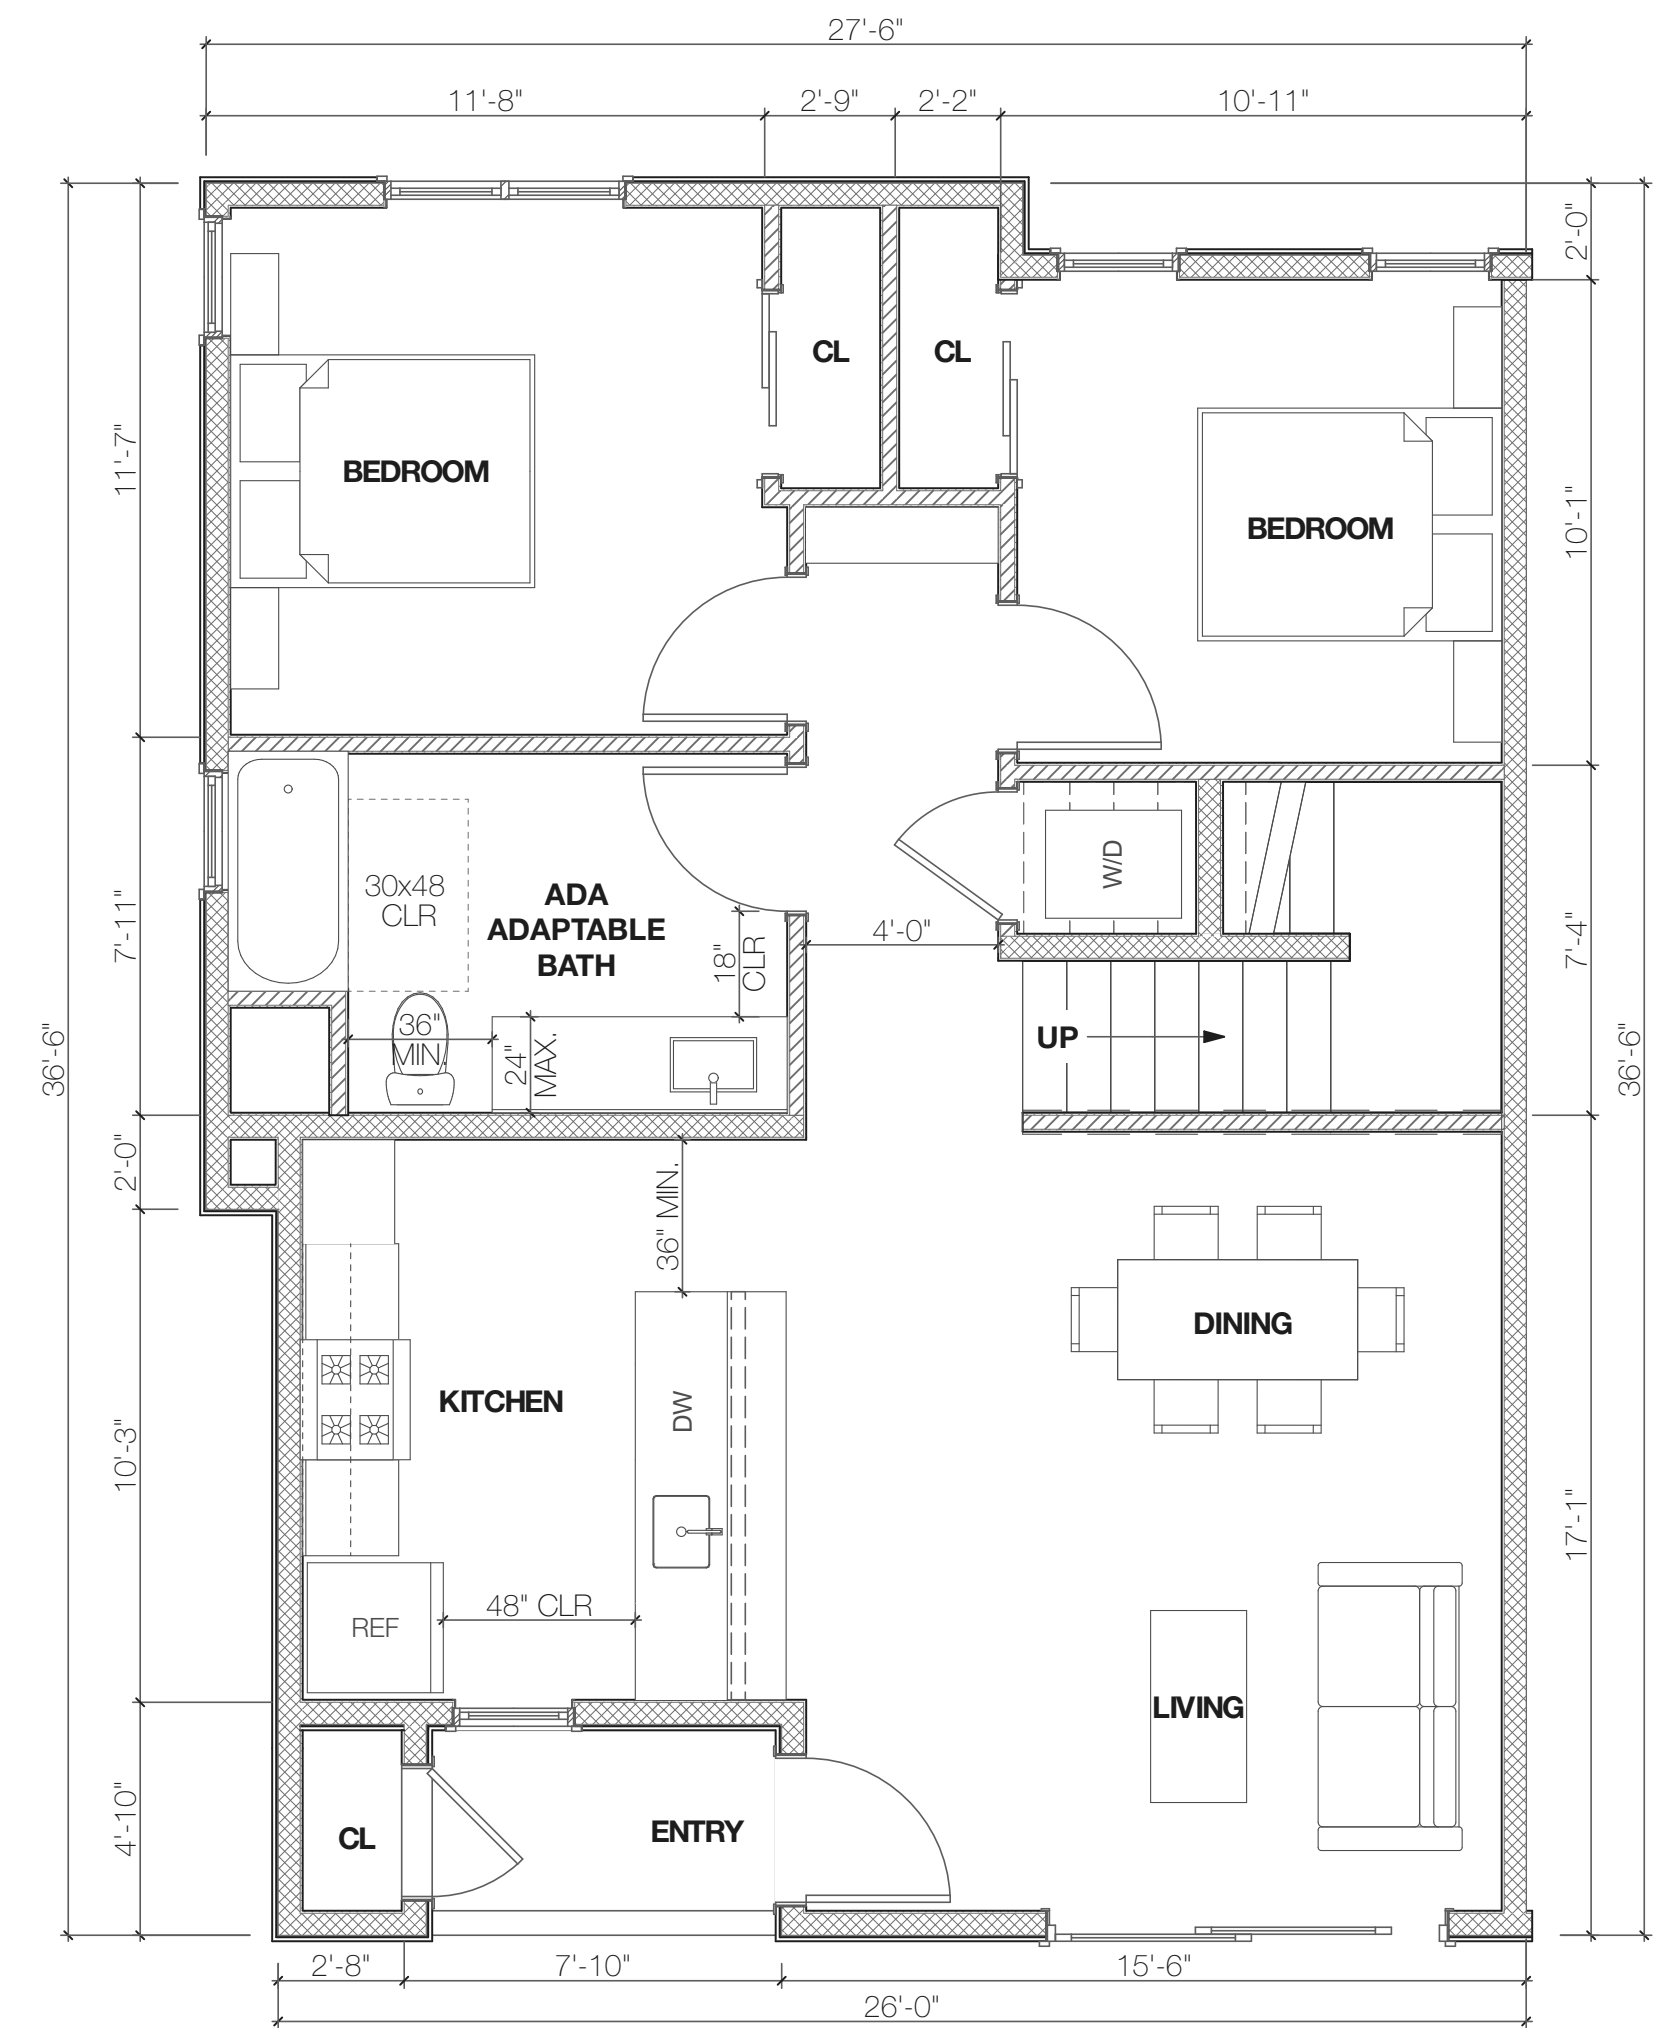 27'-6"
11'-8"
2'-9"
2'-2"
10'-11"
2'-0"
CL
CL
BEDROOM
BEDROOM
11'-7"
10'-1"
W/D
30x48
CLR
ADA
ADAPTABLE
BATH
18"
CLR
4'-0"
7'-11"
7'-4"
36"
MIN.
24"
MAX.
UP
36'-6"
36'-6"
2'-0"
36" MIN.
DINING
KITCHEN
DW
10'-3"
17'-1"
48" CLR
REF
LIVING
4'-10"
CL
ENTRY
2'-8"
7'-10"
15'-6"
26'-0"